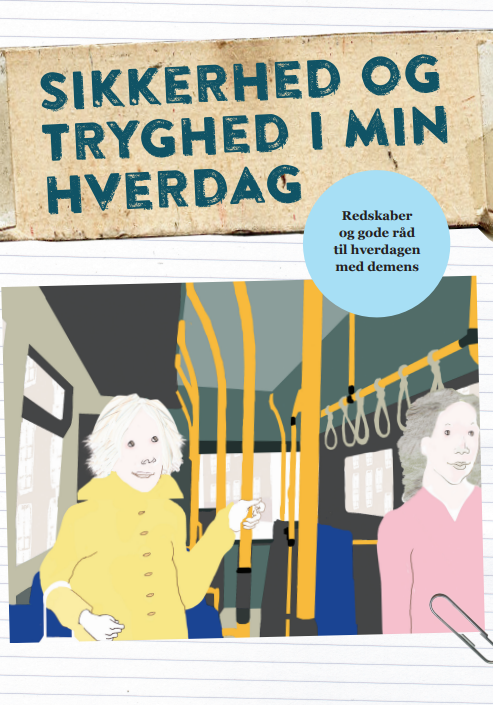 SIKKERHED OG
TRYGHED I MIN
HVERDAG
Redskaber
og gode råd
til hverdagen
med demens